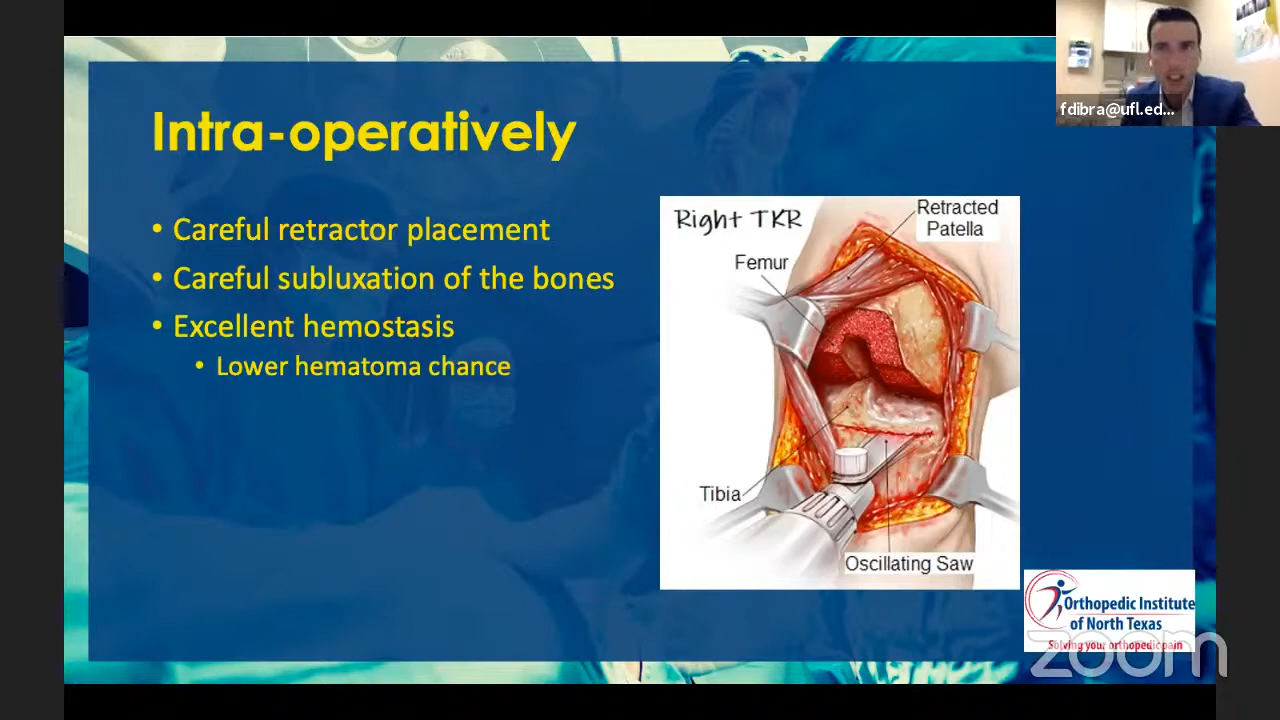 fdibra@ufl.ed...
Intra-operatively
• Careful retractor placement
• Careful subluxation of the bones
• Excellent hemostasis
• Lower hematoma chance
Right TKR
Retracted
Patella
Femur
Tibia
Oscillating Saw
Orthopedic Institute
of North Texas
Solving your orthopedic pain
zoom